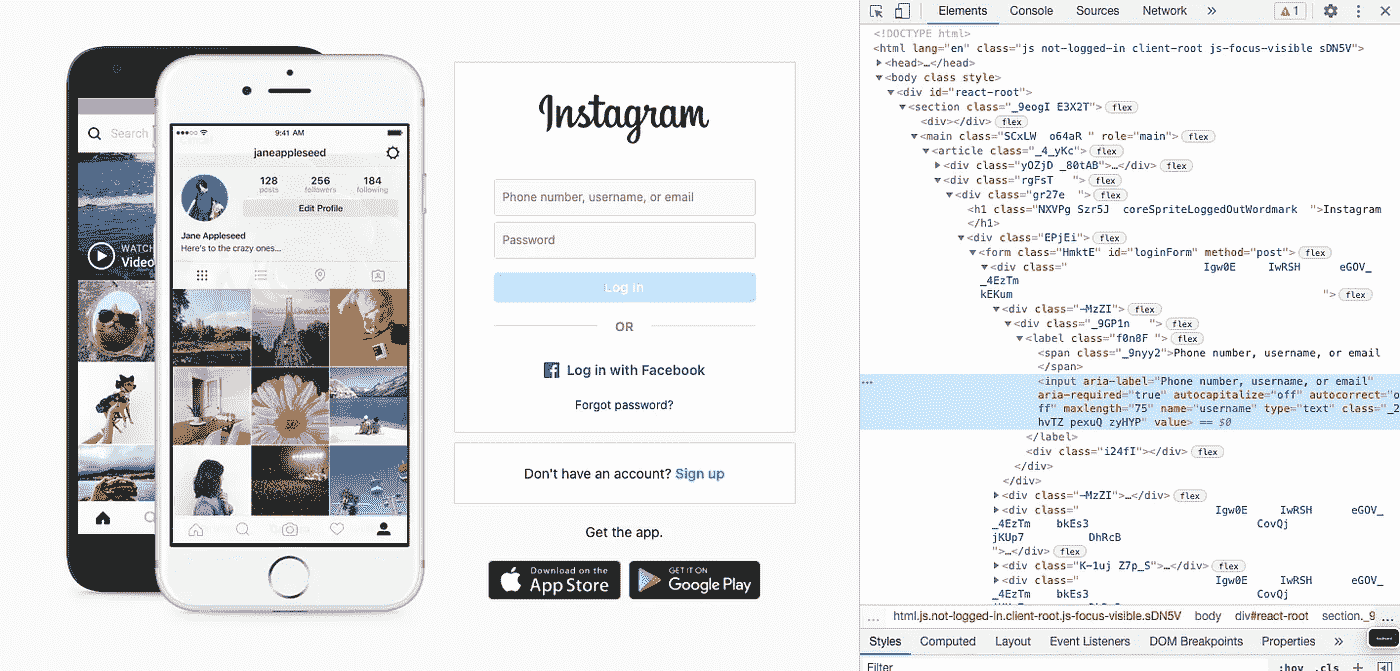 Search
WATCH
Video
9:41 AM
janeappleseed
128
posts
256
followers
184
following
Edit Profile
Jane Appleseed
Here's to the crazy ones...
Instagram
Phone number, username, or email
Password
Log in
OR
Log in with Facebook
Forgot password?
Don't have an account? Sign up
Get the app.
Download on the
App Store
GET IT ON
Google Play
Elements Console Sources Network » 1
<!DOCTYPE html>
<html lang="en" class="js not-logged-in client-root js-focus-visible sDN5V">
<head>…</head>
<body class style>
<div id="react-root">
<section class="_9eogI E3X2T"> flex
<div></div> flex
<main class="SCxLW  o64aR " role="main"> flex
<article class="_4_yKc"> flex
<div class="yOZjD _80tAB">…</div> flex
<div class="rgFsT   "> flex
<div class="gr27e  "> flex
<h1 class="NXVPg Szr5J  coreSpriteLoggedOutWordmark  ">Instagram
</h1>
<div class="EPjEi"> flex
<form class="HmktE" id="loginForm" method="post"> flex
<div class="                    Igw0E     IwRSH      eGOV_
_4EzTm
kEKum                                               "> flex
<div class="-MzZI"> flex
<div class="_9GP1n   "> flex
<label class="f0n8F "> flex
<span class="_9nyy2">Phone number, username, or email
</span>
<input aria-label="Phone number, username, or email"
aria-required="true" autocapitalize="off" autocorrect="o
ff" maxlength="75" name="username" type="text" class="_2
hvTZ pexuQ zyHYP" value> == $0
</label>
<div class="i24fI"></div> flex
</div>
</div>
<div class="-MzZI">…</div> flex
<div class="                    Igw0E     IwRSH      eGOV_
_4EzTm    bkEs3                         CovQj
jKUp7          DhRcB
">…</div> flex
<div class="K-1uj Z7p_S">…</div> flex
<div class="                    Igw0E     IwRSH      eGOV_
_4EzTm    bkEs3                         CovQj
… html.js.not-logged-in.client-root.js-focus-visible.sDN5V body div#react-root section._9 …
Styles Computed Layout Event Listeners DOM Breakpoints Properties »
Filter :hov .cls +